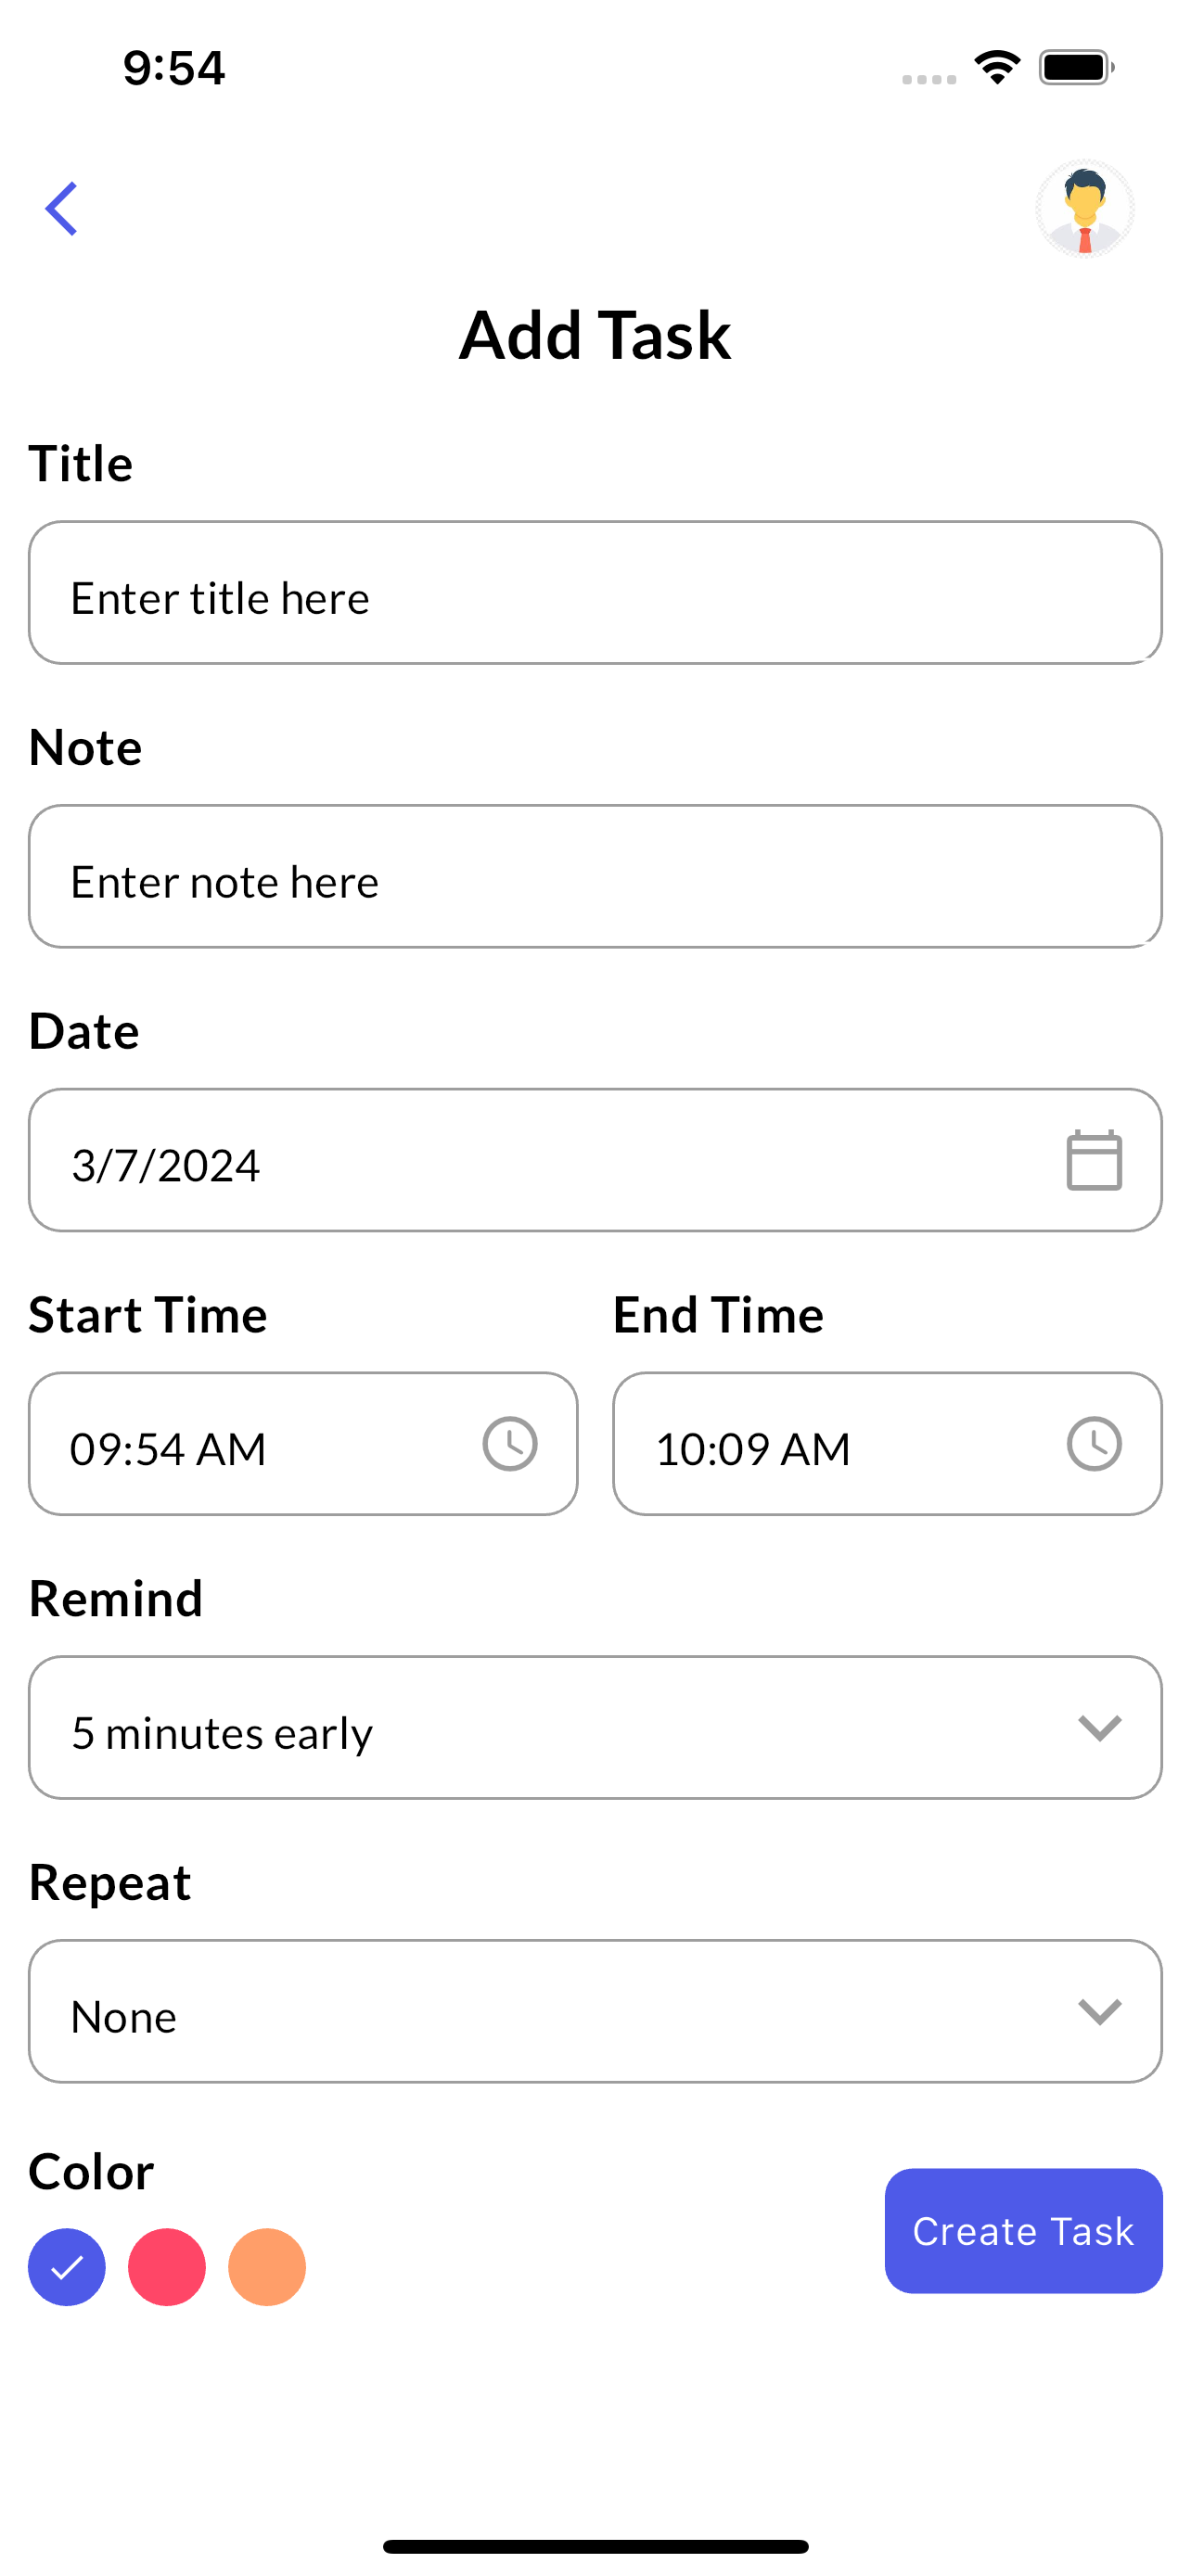 9:54
Add Task
Title
Enter title here
Note
Enter note here
Date
3/7/2024
Start Time End Time
09:54 AM 10:09 AM
Remind
5 minutes early
Repeat
None
Color
Create Task